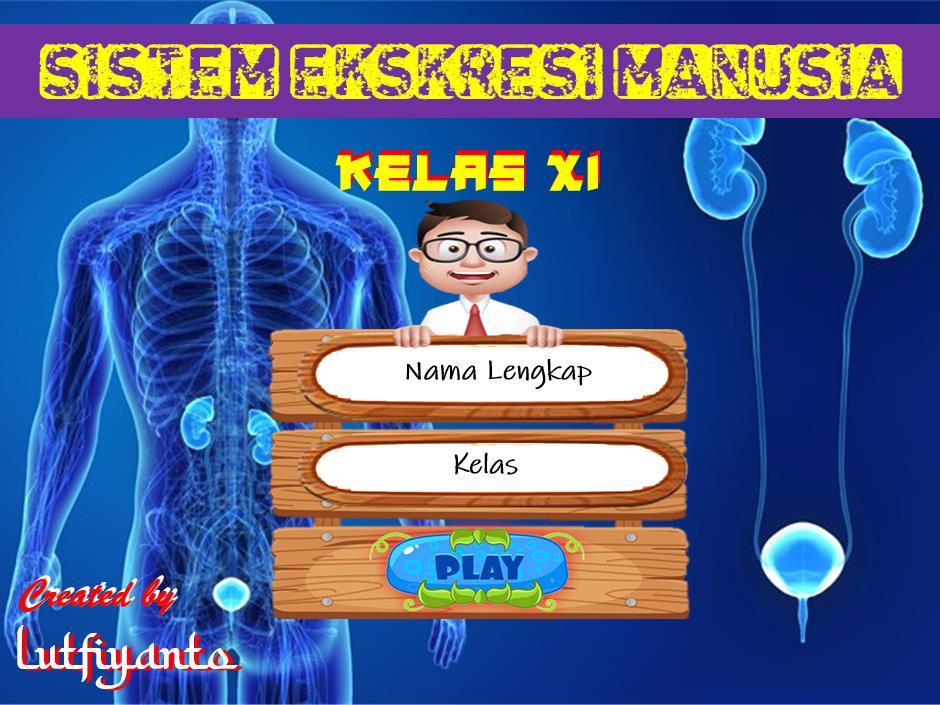 SISTEM EKSKRESI MANUSIA
KELAS XI
Nama Lengkap
Kelas
PLAY
Created by
Lutfiyanto